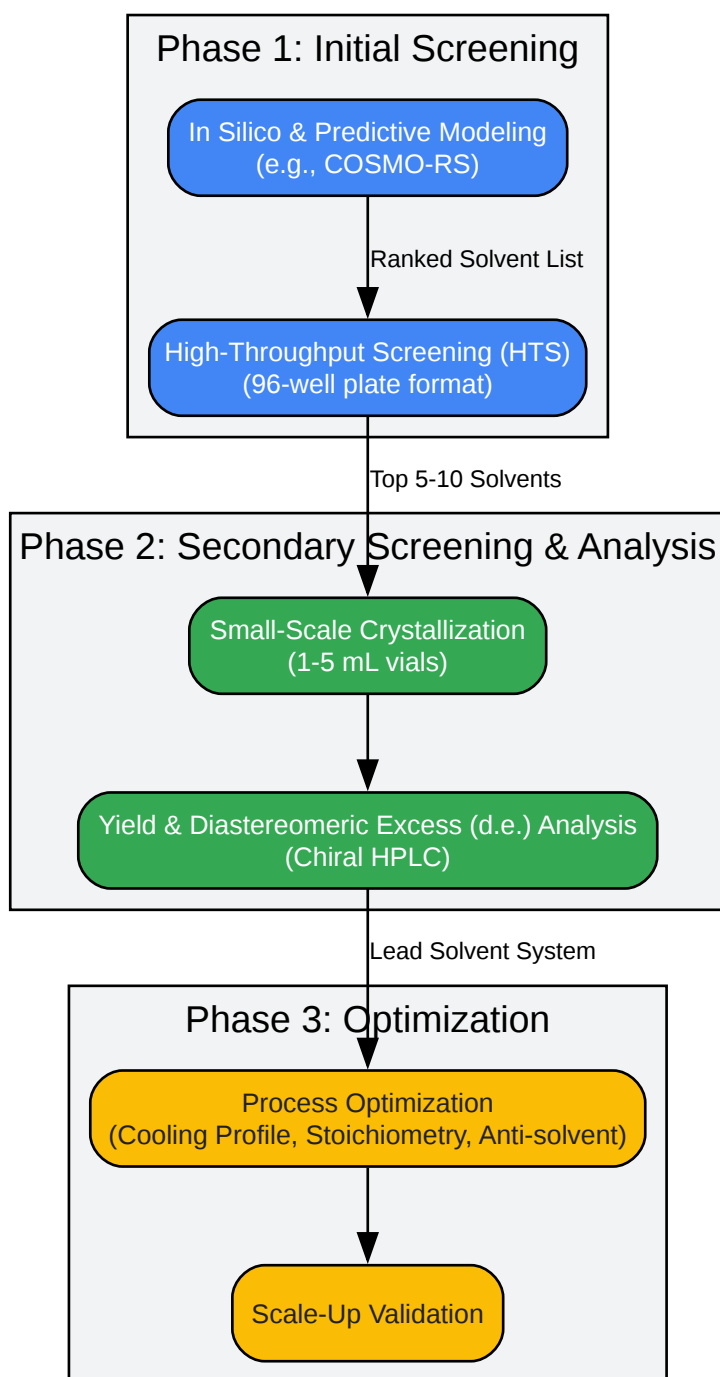 Phase 1: Initial Screening
In Silico & Predictive Modeling
(e.g., COSMO-RS)
Ranked Solvent List
High-Throughput Screening (HTS)
(96-well plate format)
Top 5-10 Solvents
Phase 2: Secondary Screening & Analysis
Small-Scale Crystallization
(1-5 mL vials)
Yield & Diastereomeric Excess (d.e.) Analysis
(Chiral HPLC)
Lead Solvent System
Phase 3: Optimization
Process Optimization
(Cooling Profile, Stoichiometry, Anti-solvent)
Scale-Up Validation